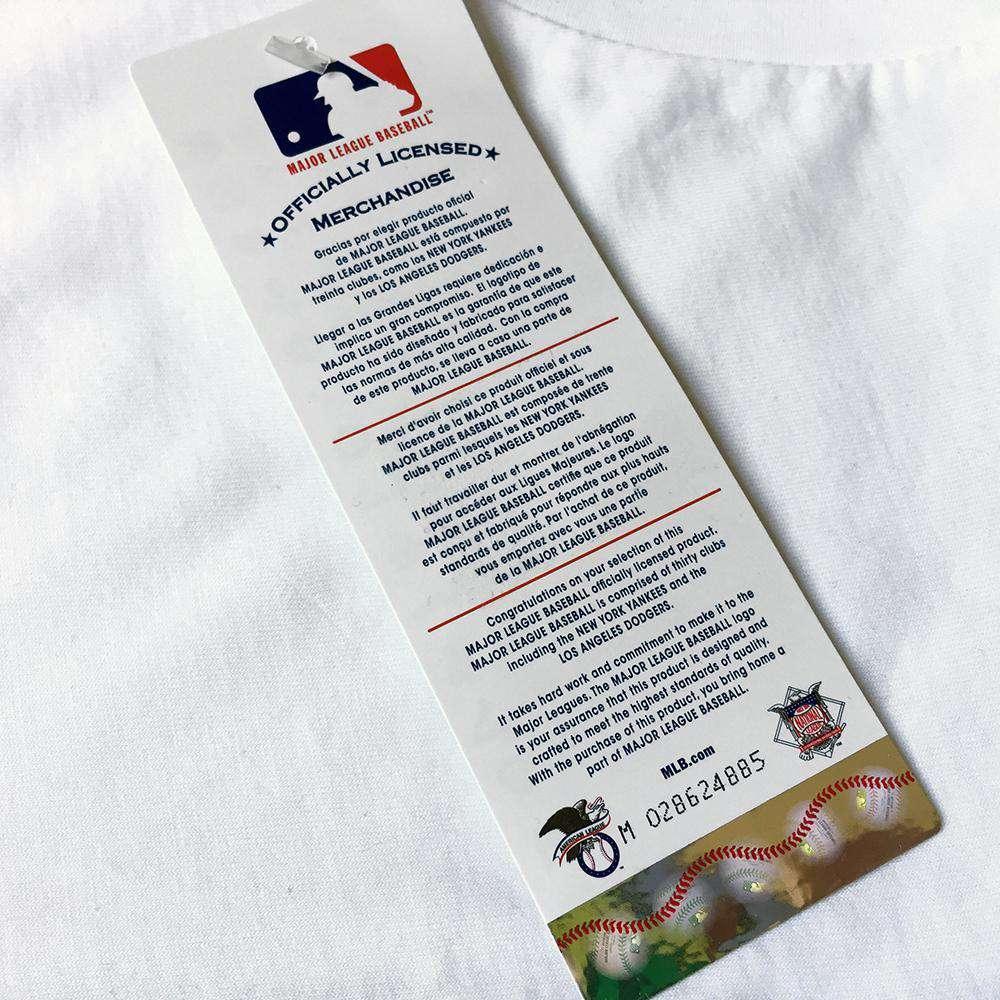 MAJOR LEAGUE BASEBALL™
★OFFICIALLY LICENSED★
MERCHANDISE
Gracias por elegir producto oficial
de MAJOR LEAGUE BASEBALL.
MAJOR LEAGUE BASEBALL está compuesto por
treinta clubes, como los NEW YORK YANKEES
y los LOS ANGELES DODGERS.
Llegar a las Grandes Ligas requiere dedicación e
implica un gran compromiso. El logotipo de
MAJOR LEAGUE BASEBALL es la garantía de que este
producto ha sido diseñado y fabricado para satisfacer
las normas de más alta calidad. Con la compra
de este producto, se lleva a casa una parte de
MAJOR LEAGUE BASEBALL.
Merci d'avoir choisi ce produit officiel et sous
licence de la MAJOR LEAGUE BASEBALL.
MAJOR LEAGUE BASEBALL est composée de trente
clubs parmi lesquels les NEW YORK YANKEES
et les LOS ANGELES DODGERS.
Il faut travailler dur et montrer de l'abnégation
pour accéder aux Ligues Majeures. Le logo
MAJOR LEAGUE BASEBALL certifie que ce produit
est conçu et fabriqué pour répondre aux plus hauts
standards de qualité. Par l'achat de ce produit,
vous emportez avec vous une partie
de la MAJOR LEAGUE BASEBALL.
Congratulations on your selection of this
MAJOR LEAGUE BASEBALL officially licensed product.
MAJOR LEAGUE BASEBALL is comprised of thirty clubs
including the NEW YORK YANKEES and the
LOS ANGELES DODGERS.
It takes hard work and commitment to make it to the
Major Leagues. The MAJOR LEAGUE BASEBALL logo
is your assurance that this product is designed and
crafted to meet the highest standards of quality.
With the purchase of this product, you bring home a
part of MAJOR LEAGUE BASEBALL.
MLB.com
NATIONAL
AMERICAN LEAGUE
M 028624885